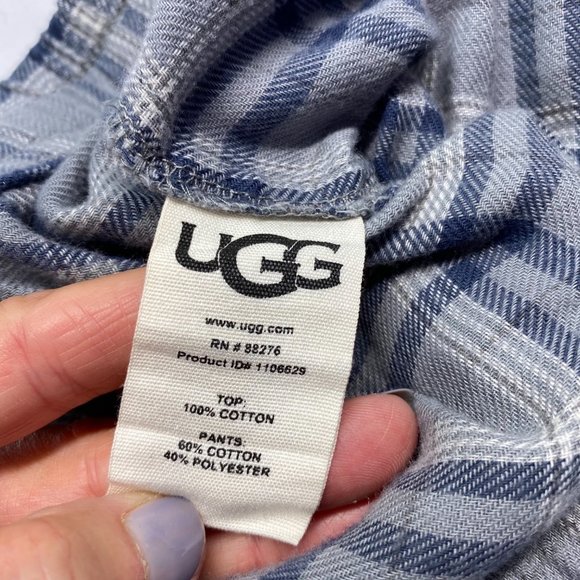 UGG
www.ugg.com
RN # 88276
Product ID# 1106629
TOP:
100% COTTON
PANTS:
60% COTTON
40% POLYESTER